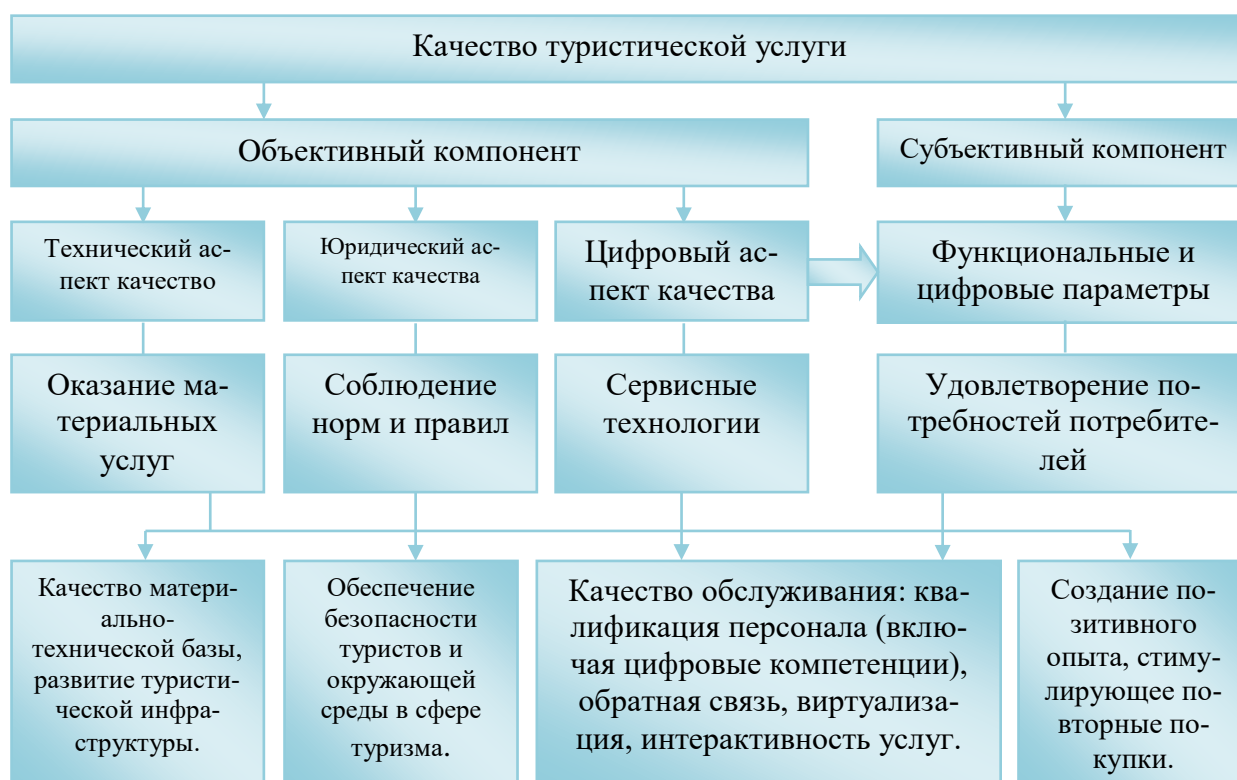 Качество туристической услуги
Объективный компонент
Субъективный компонент
Технический ас-
пект качество
Юридический ас-
пект качества
Цифровый ас-
пект качества
Функциональные и
цифровые параметры
Оказание ма-
териальных
услуг
Соблюдение
норм и правил
Сервисные
технологии
Удовлетворение по-
требностей потребите-
лей
Качество матери-
ально-
технической базы,
развитие туристи-
ческой инфра-
структуры.
Обеспечение
безопасности
туристов и
окружающей
среды в сфере
туризма.
Качество обслуживания: ква-
лификация персонала (вклю-
чая цифровые компетенции),
обратная связь, виртуализа-
ция, интерактивность услуг.
Создание по-
зитивного
опыта, стиму-
лирующее по-
вторные по-
купки.